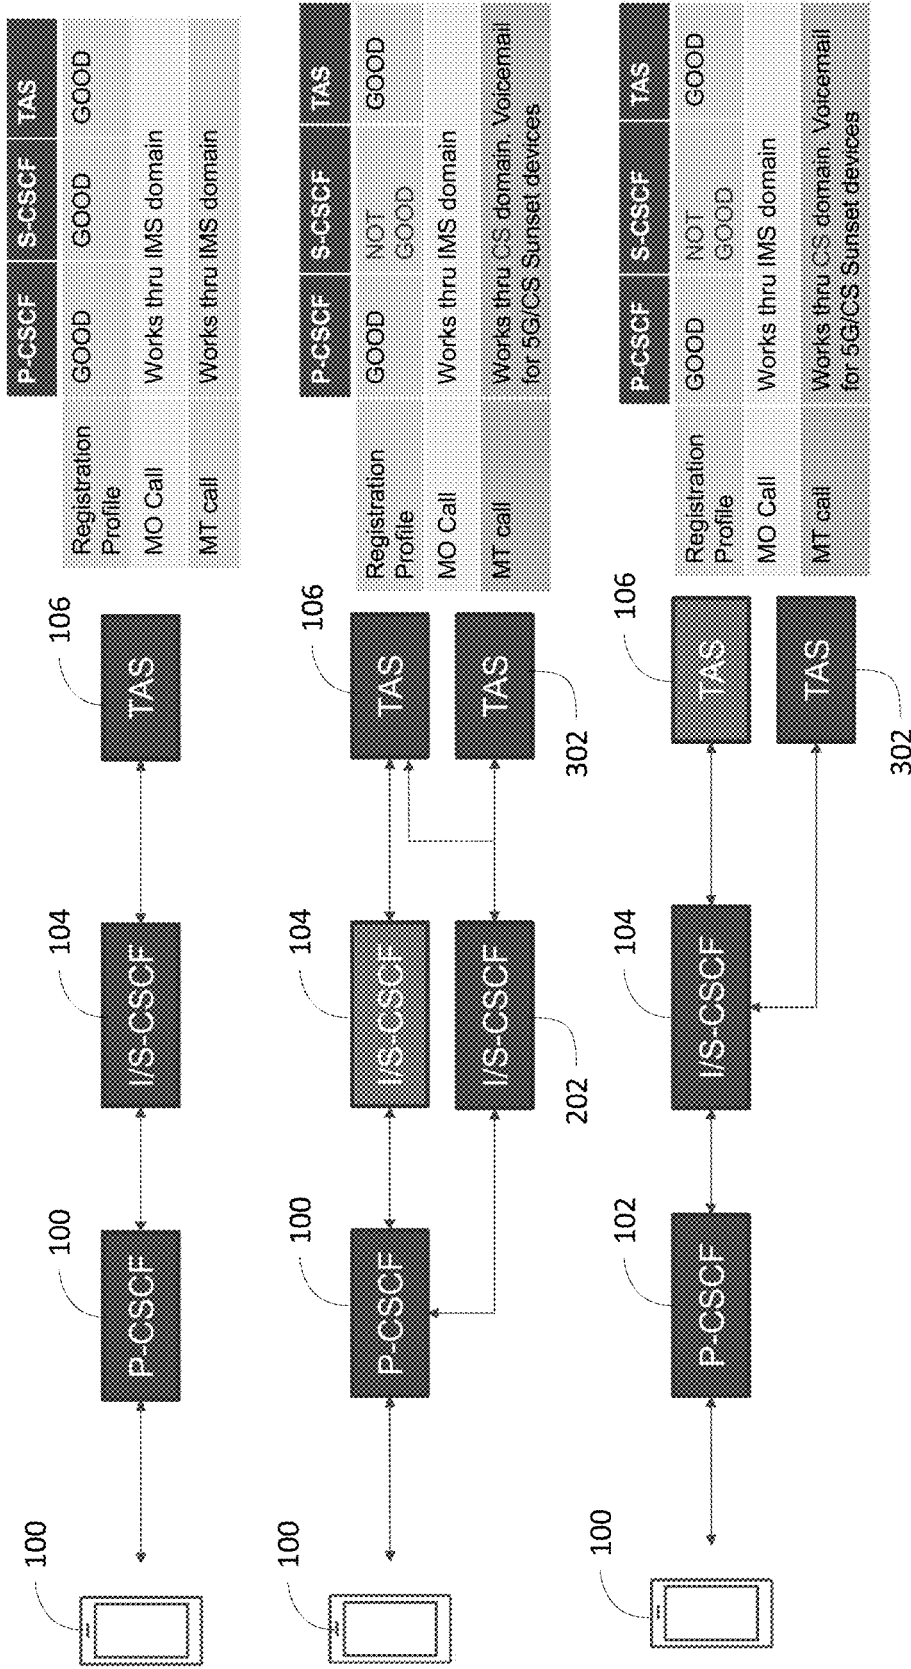 100
100
104
106
P-CSCF
I/S-CSCF
TAS
P-CSCF S-CSCF TAS
Registration Profile GOOD GOOD GOOD
MO Call Works thru IMS domain
MT call Works thru IMS domain
100
100
104
106
P-CSCF
I/S-CSCF
TAS
I/S-CSCF
TAS
202
302
P-CSCF S-CSCF TAS
Registration GOOD NOT GOOD
Profile GOOD
MO Call Works thru IMS domain
MT call Works thru CS domain. Voicemail
for 5G/CS Sunset devices
100
102
104
106
P-CSCF
I/S-CSCF
TAS
TAS
302
P-CSCF S-CSCF TAS
Registration GOOD NOT GOOD
Profile GOOD
MO Call Works thru IMS domain
MT call Works thru CS domain. Voicemail
for 5G/CS Sunset devices